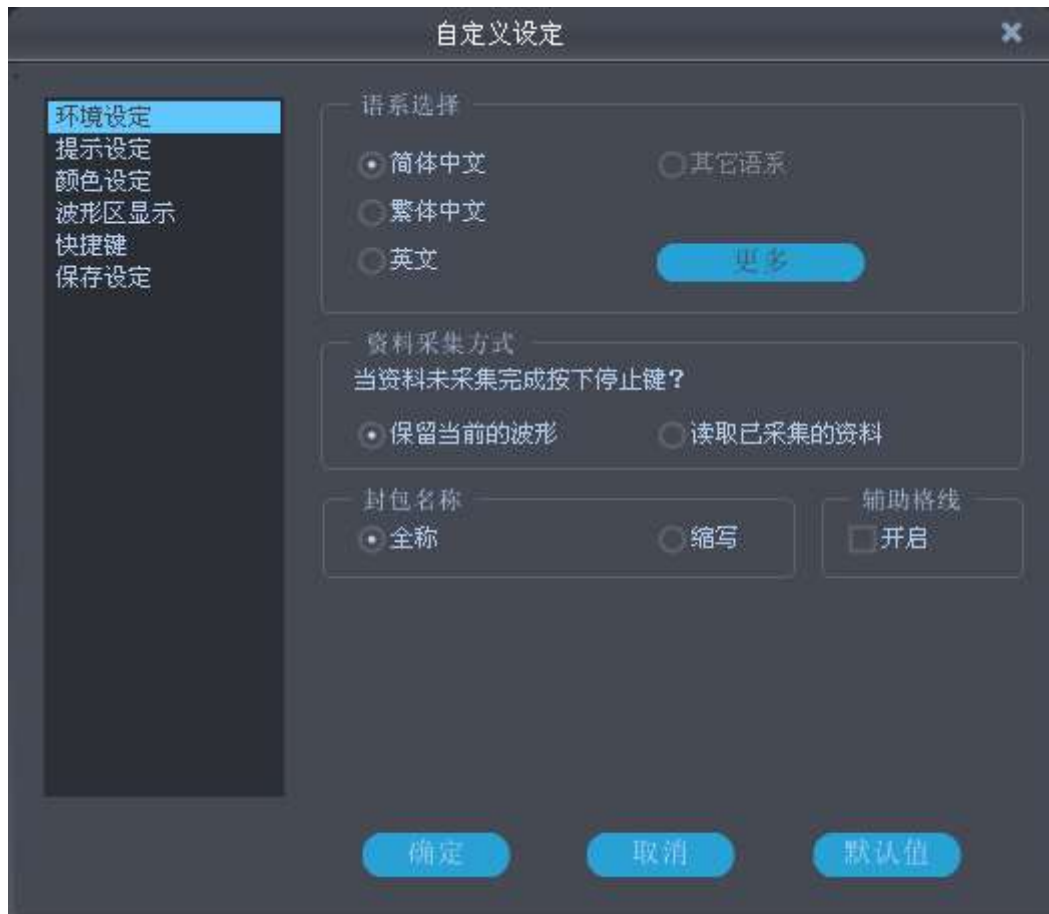 自定义设定
环境设定
提示设定
颜色设定
波形区显示
快捷键
保存设定
语系选择
简体中文 其它语系
繁体中文
英文 更多
资料采集方式
当资料未采集完成按下停止键?
保留当前的波形 读取已采集的资料
封包名称 辅助格线
全称 缩写 开启
确定 取消 默认值